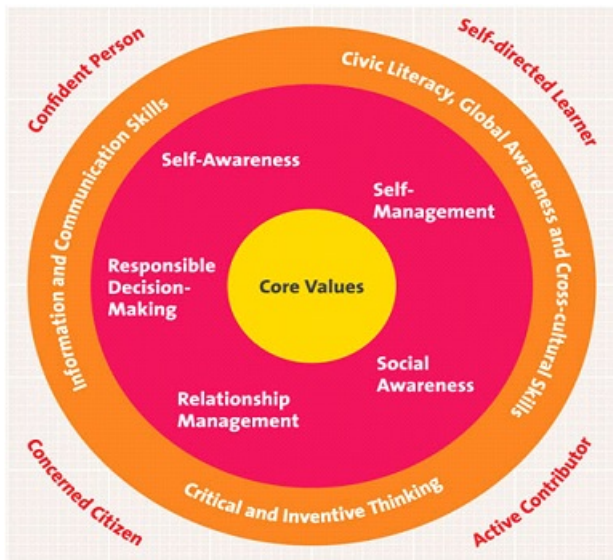 Confident Person
Self-directed Learner
Information and Communication Skills
Civic Literacy, Global Awareness and Cross-cultural Skills
Self-Awareness
Self-
Management
Responsible
Decision-
Making
Core Values
Social
Awareness
Relationship
Management
Critical and Inventive Thinking
Concerned Citizen
Active Contributor